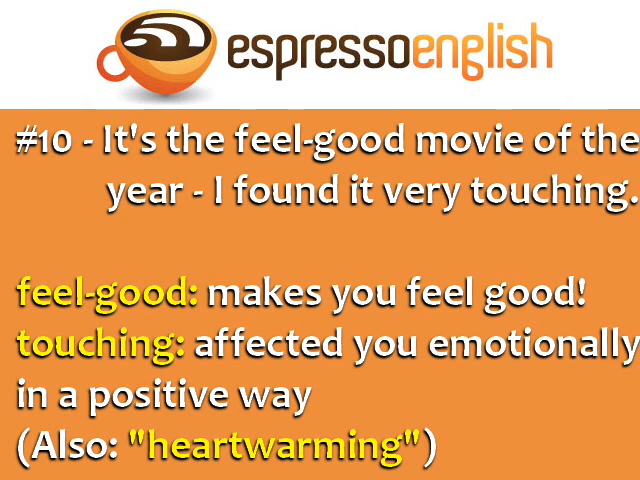 espressoenglish
#10 - It's the feel-good movie of the
year - I found it very touching.
feel-good: makes you feel good!
touching: affected you emotionally
in a positive way
(Also: "heartwarming")